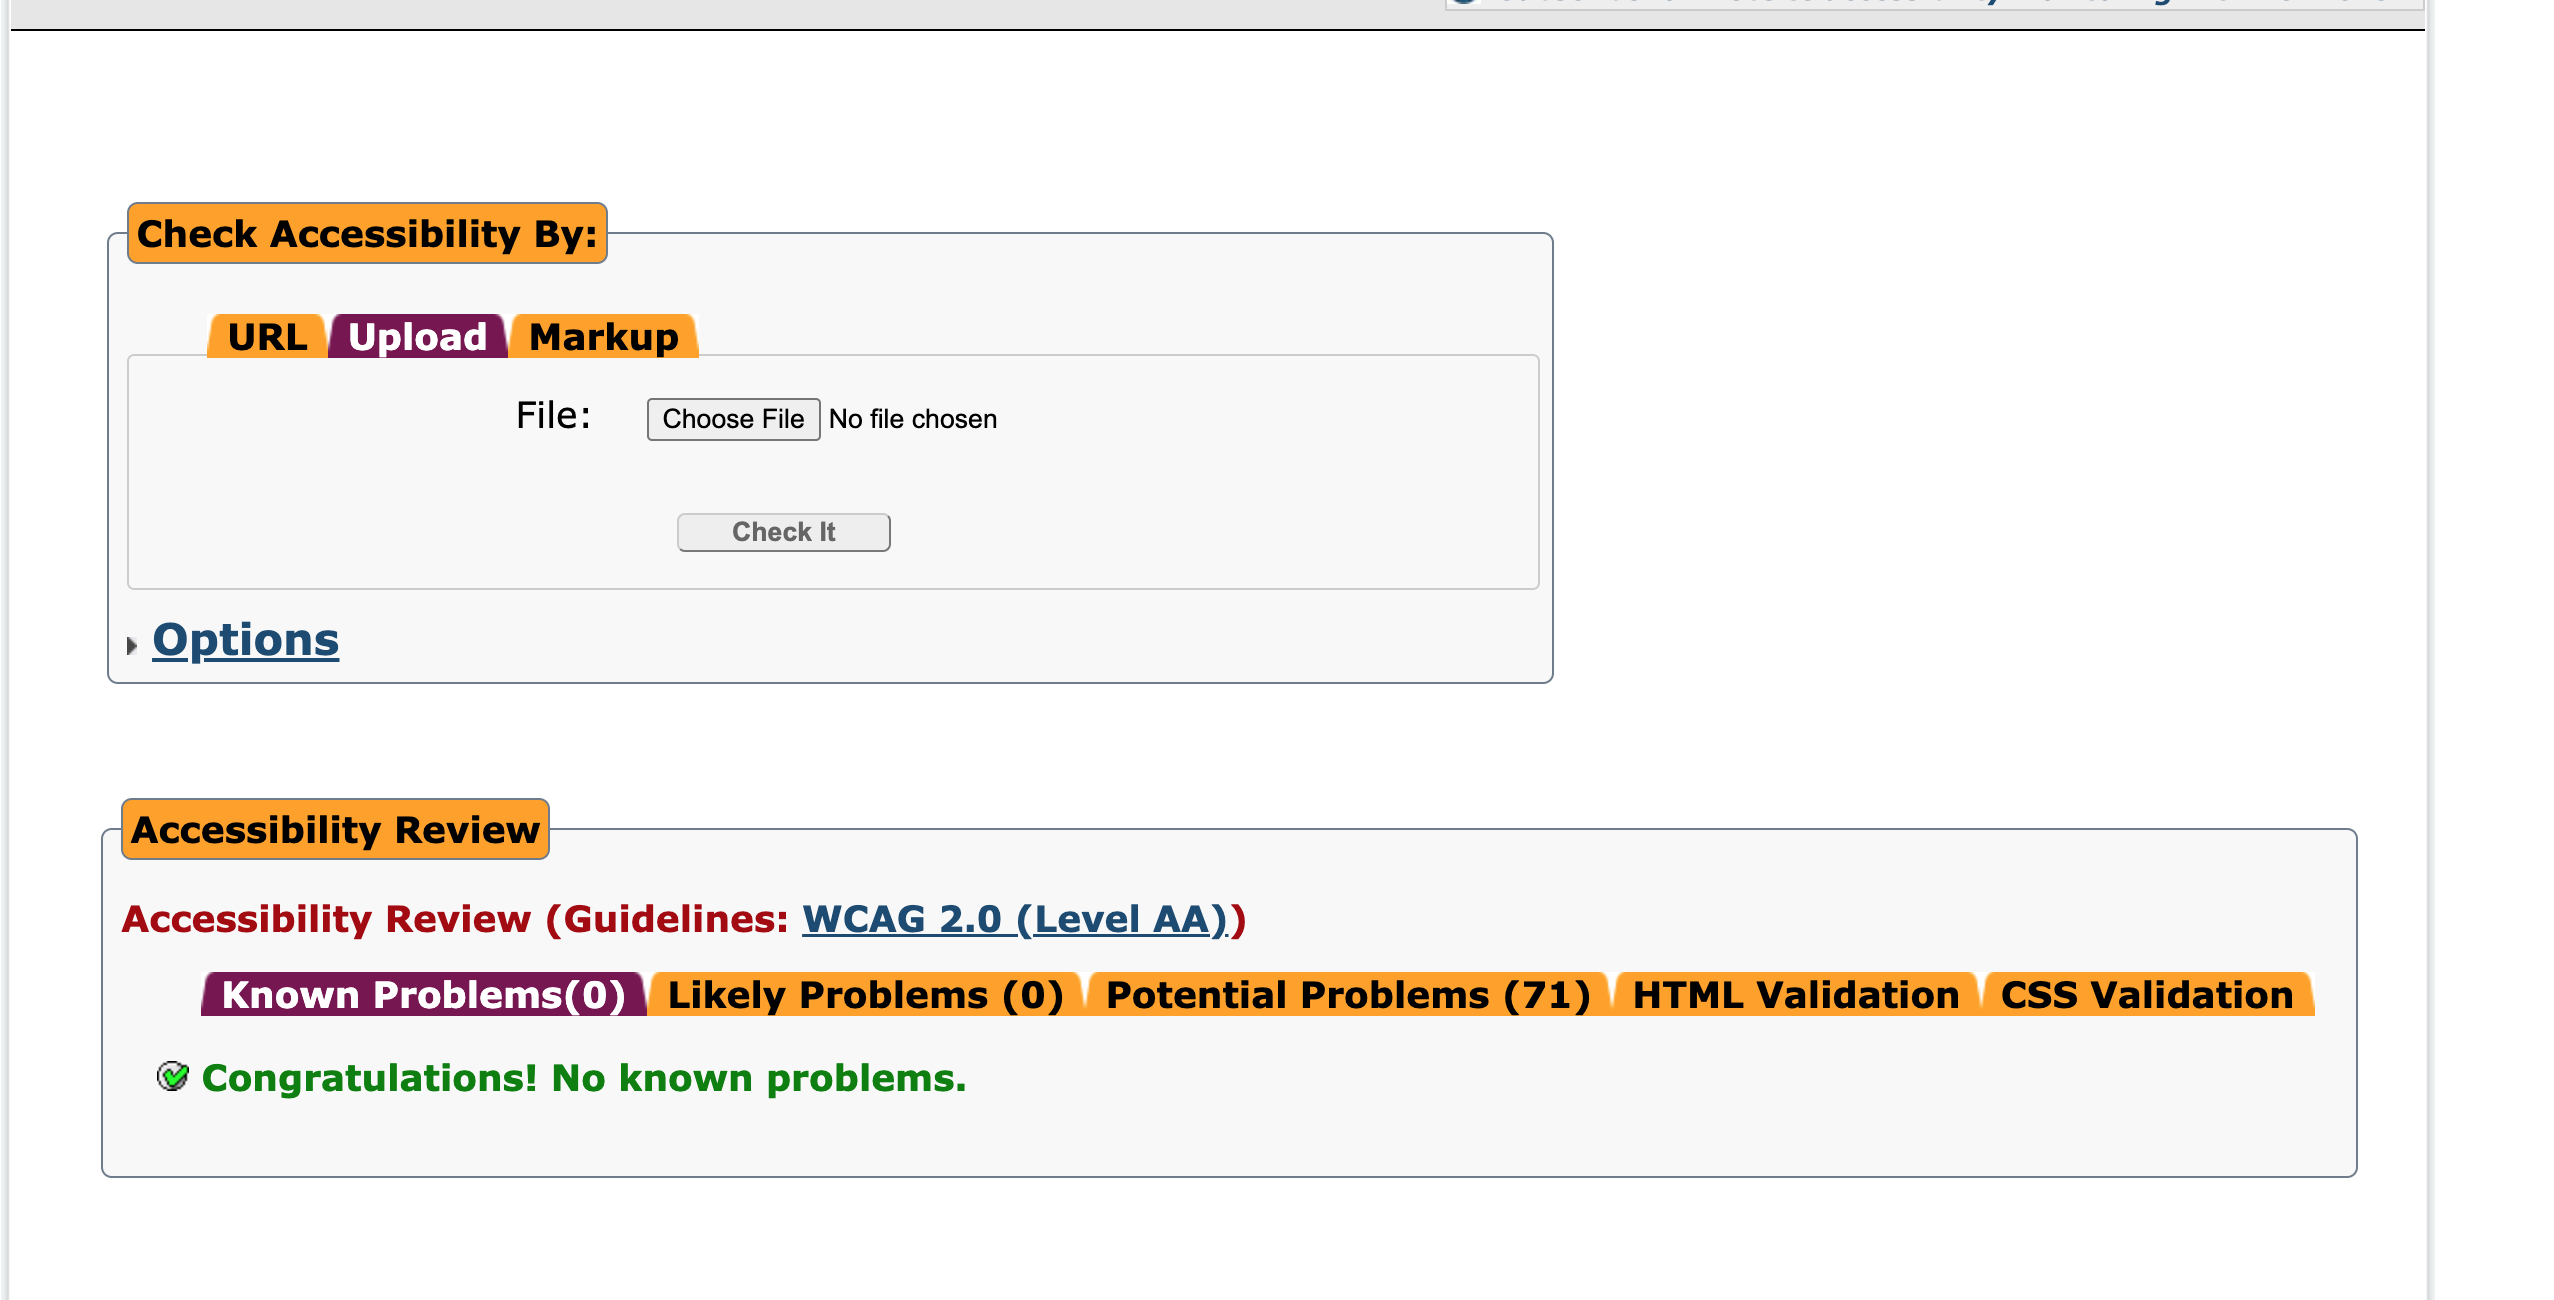 Check Accessibility By:
URL Upload Markup
File: Choose File No file chosen
Check It
Options
Accessibility Review
Accessibility Review (Guidelines: WCAG 2.0 (Level AA))
Known Problems(0) Likely Problems (0) Potential Problems (71) HTML Validation CSS Validation
Congratulations! No known problems.